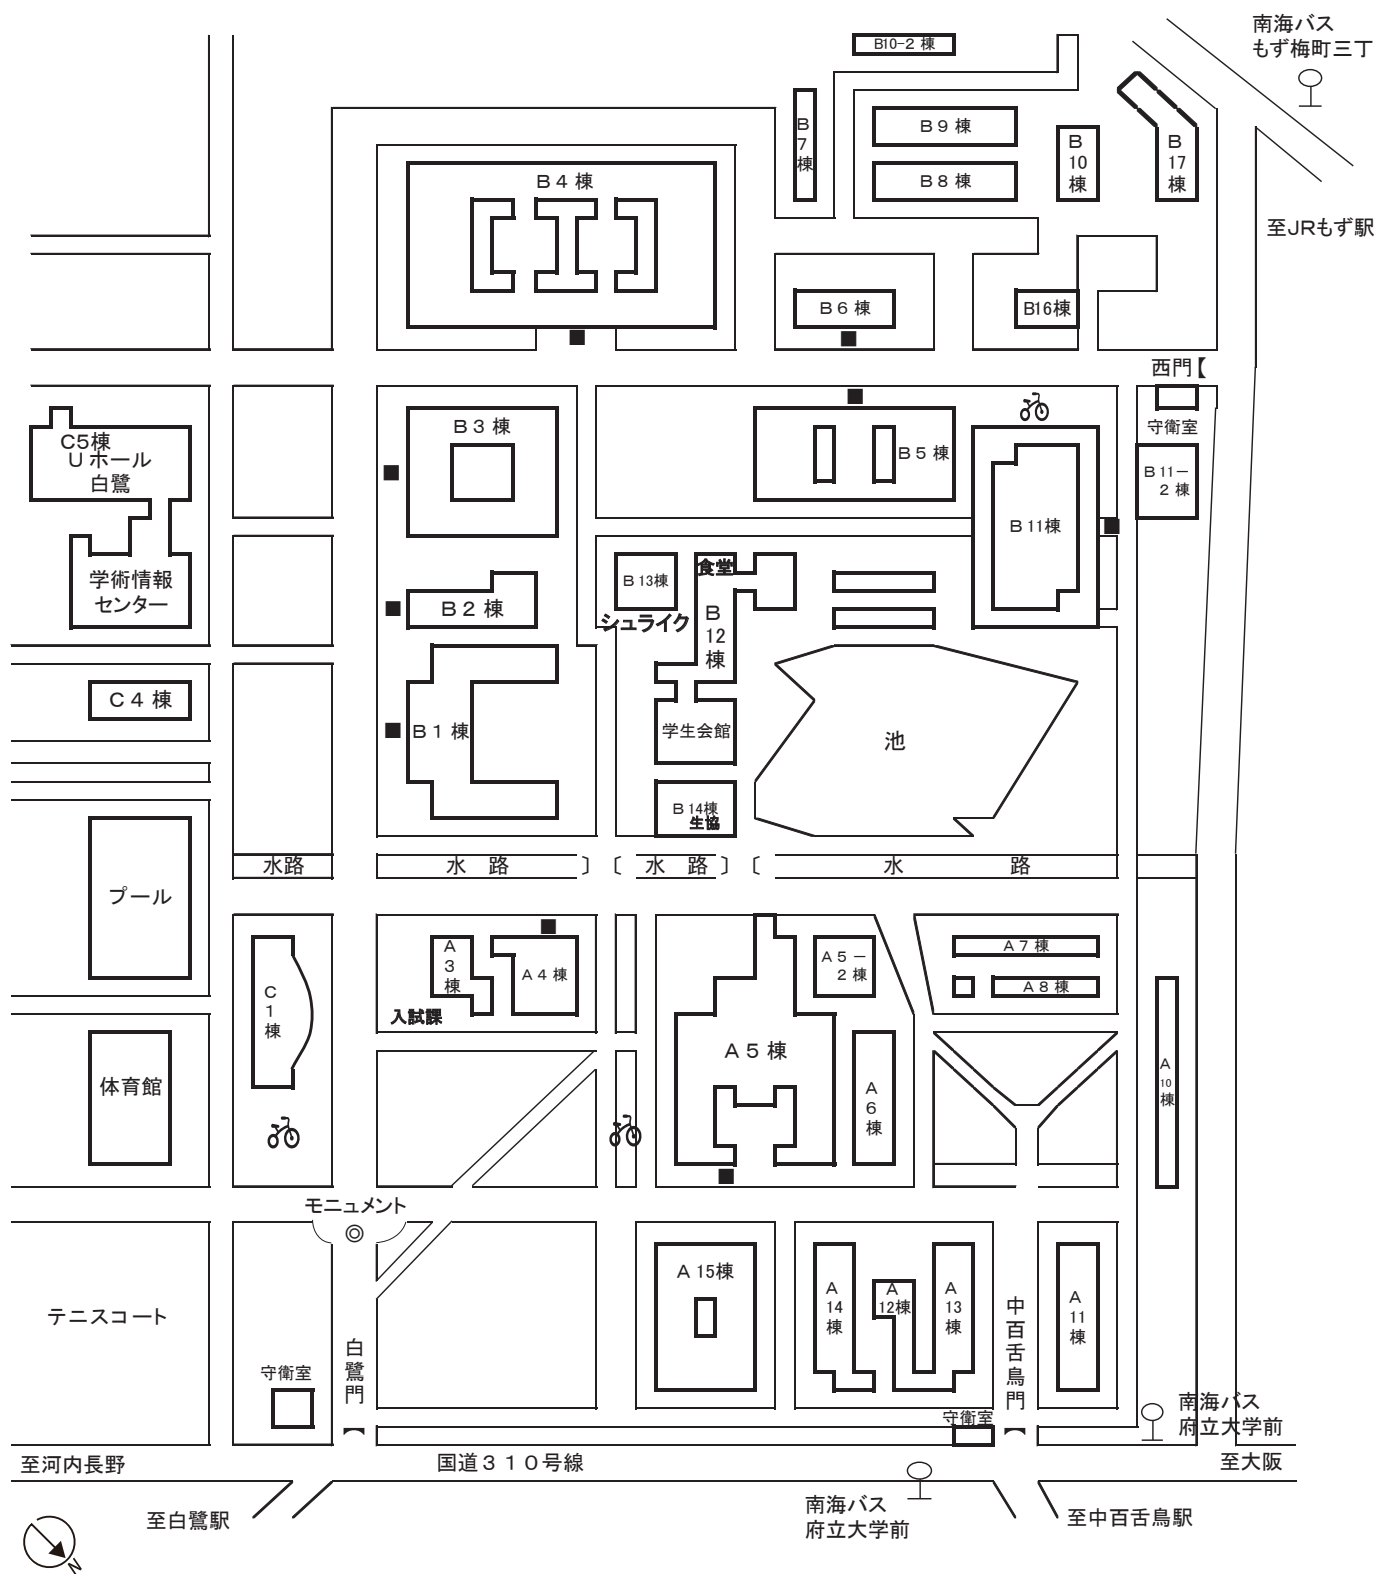 南海バス
もず梅町三丁
B10-2 棟
B
7
棟
B 9 棟
B 8 棟
B
10
棟
B
17
棟
B 4 棟
至JRもず駅
B 6 棟
B16棟
西門【
守衛室
B 11－
2 棟
C5棟
Uホール
白鷺
B 3 棟
B 5 棟
B 11棟
学術情報
センター
B 2 棟
B 13棟
シュライク
食堂
B
12
棟
C 4 棟
B 1 棟
学生会館
池
B 14棟
生協
水路
水 路
水 路
水 路
プール
C
1
棟
A
3
棟
A 4 棟
入試課
A 5 －
2 棟
A 7 棟
A 8 棟
A 5 棟
A
6
棟
A
10
棟
体育館
モニュメント
テニスコート
白
鷺
門
守衛室
A 15棟
A
14
棟
A
12棟
A
13
棟
中
百
舌
鳥
門
A
11
棟
守衛室
南海バス
府立大学前
至河内長野
国道３１０号線
至大阪
至白鷺駅
南海バス
府立大学前
至中百舌鳥駅
N